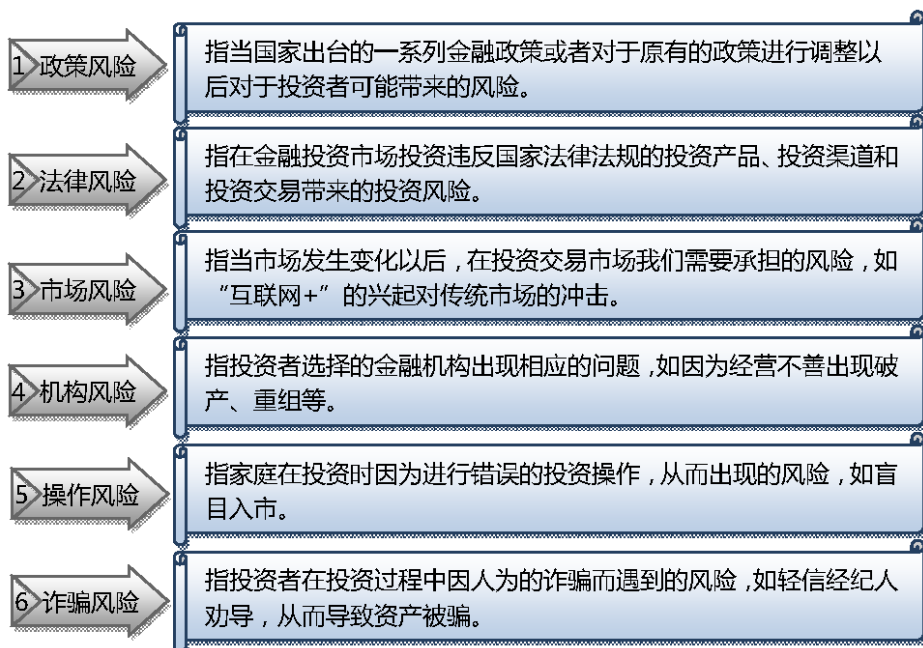 1 政策风险
指当国家出台的一系列金融政策或者对于原有的政策进行调整以
后对于投资者可能带来的风险。
2 法律风险
指在金融投资市场投资违反国家法律法规的投资产品、投资渠道和
投资交易带来的投资风险。
3 市场风险
指当市场发生变化以后，在投资交易市场我们需要承担的风险，如
“互联网+”的兴起对传统市场的冲击。
4 机构风险
指投资者选择的金融机构出现相应的问题，如因为经营不善出现破
产、重组等。
5 操作风险
指家庭在投资时因为进行错误的投资操作，从而出现的风险，如盲
目入市。
6 诈骗风险
指投资者在投资过程中因人为的诈骗而遇到的风险，如轻信经纪人
劝导，从而导致资产被骗。